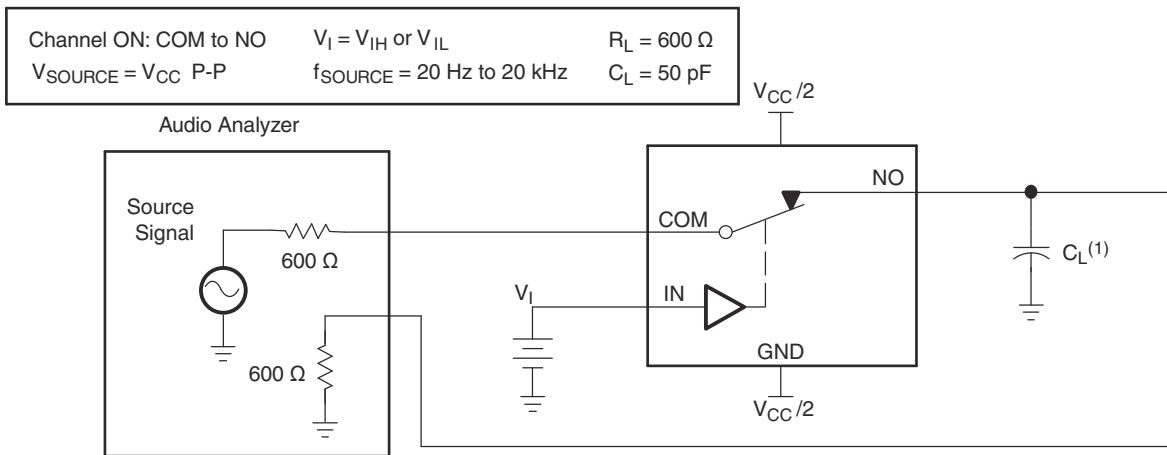 Channel ON: COM to NO V_I = V_IH or V_IL R_L = 600 Ω
V_SOURCE = V_CC P-P f_SOURCE = 20 Hz to 20 kHz C_L = 50 pF
V_CC/2
Audio Analyzer
NO
Source
Signal
COM
600 Ω
C_L(1)
V_I
IN
GND
600 Ω
V_CC/2